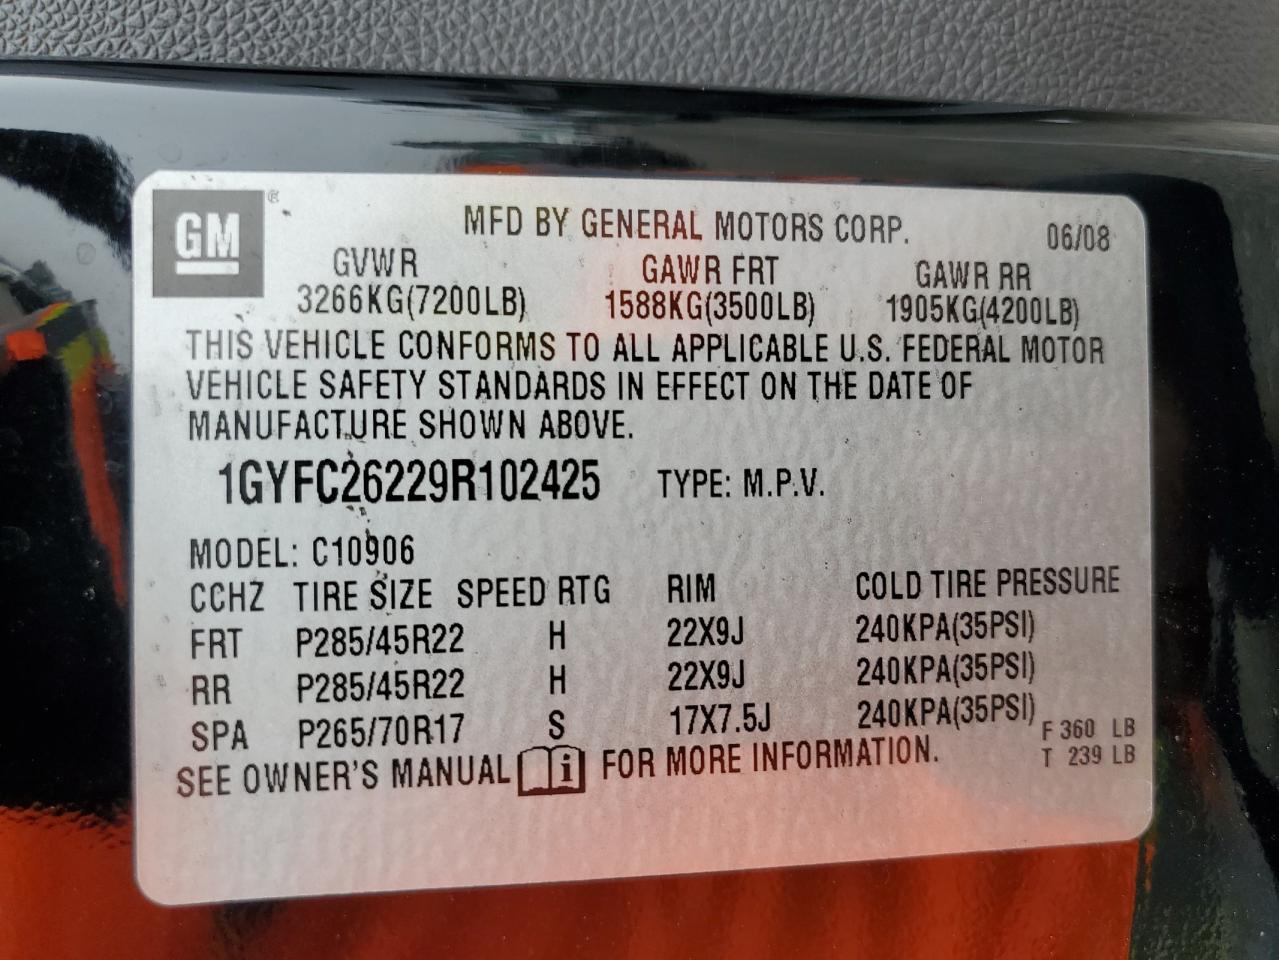 GM ®
MFD BY GENERAL MOTORS CORP. 06/08
GVWR GAWR FRT GAWR RR
3266KG(7200LB) 1588KG(3500LB) 1905KG(4200LB)
THIS VEHICLE CONFORMS TO ALL APPLICABLE U.S. FEDERAL MOTOR
VEHICLE SAFETY STANDARDS IN EFFECT ON THE DATE OF
MANUFACTURE SHOWN ABOVE.
1GYFC26229R102425 TYPE: M.P.V.
MODEL: C10906
CCHZ TIRE SIZE SPEED RTG RIM COLD TIRE PRESSURE
FRT P285/45R22 H 22X9J 240KPA(35PSI)
RR P285/45R22 H 22X9J 240KPA(35PSI)
SPA P265/70R17 S 17X7.5J 240KPA(35PSI) F 360 LB
SEE OWNER'S MANUAL i FOR MORE INFORMATION. T 239 LB